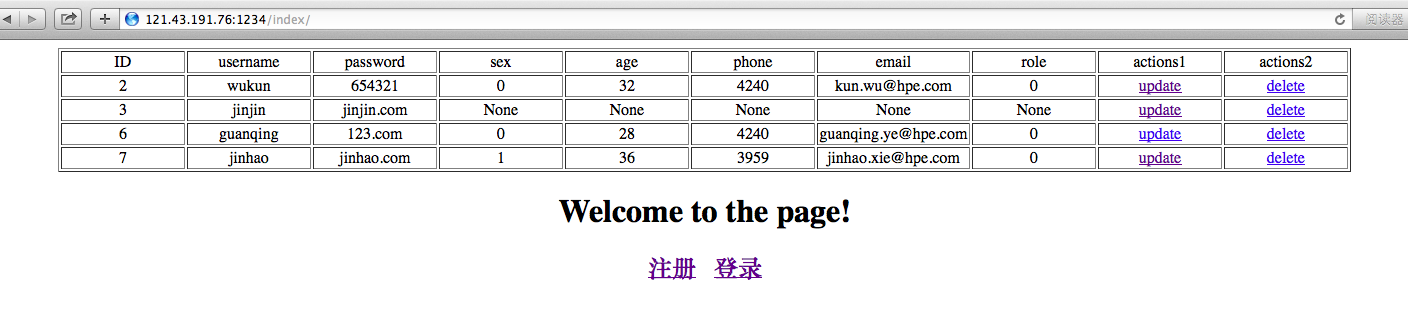 121.43.191.76:1234/index/ 阅读器
ID username password sex age phone email role actions1 actions2
2 wukun 654321 0 32 4240 kun.wu@hpe.com 0 update delete
3 jinjin jinjin.com None None None None None update delete
6 guanqing 123.com 0 28 4240 guanqing.ye@hpe.com 0 update delete
7 jinhao jinhao.com 1 36 3959 jinhao.xie@hpe.com 0 update delete
Welcome to the page!
注册 登录